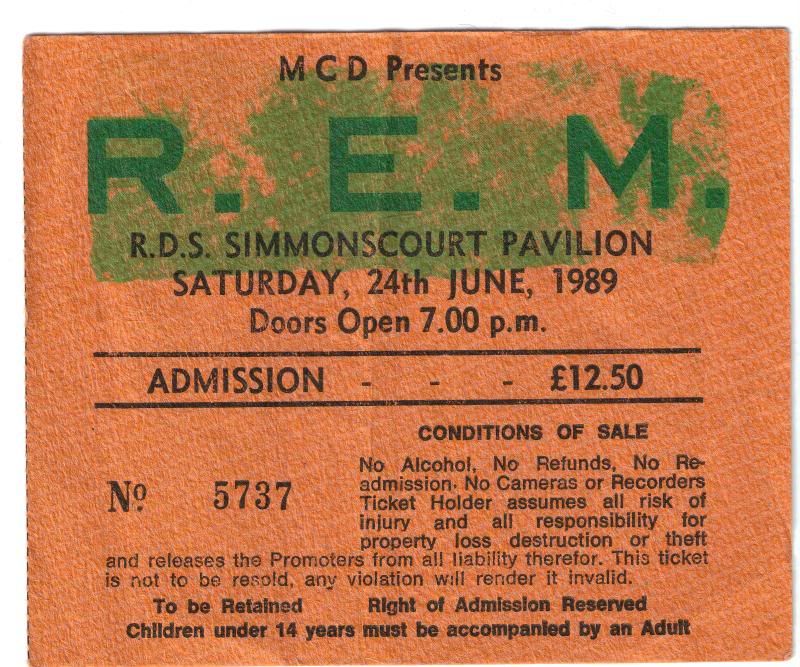 MCD Presents
R. E. M.
R.D.S. SIMMONSCOURT PAVILION
SATURDAY, 24th JUNE, 1989
Doors Open 7.00 p.m.
ADMISSION - - - £12.50
CONDITIONS OF SALE
No Alcohol, No Refunds, No Re-
admission. No Cameras or Recorders
Ticket Holder assumes all risk of
injury and all responsibility for
property loss destruction or theft
and releases the Promoters from all liability therefor. This ticket
is not to be resold, any violation will render it invalid.
Nº 5737
To be Retained Right of Admission Reserved
Children under 14 years must be accompanied by an Adult